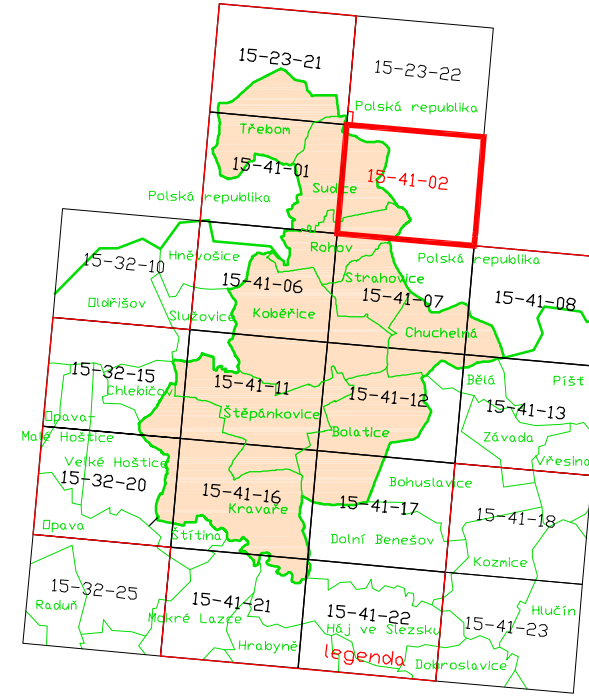 15-23-21
15-23-22
Polská republika
Třebom
15-41-01
Sudice
15-41-02
Polská republika
Rohov
Hněvošice
Polská republika
15-32-10
15-41-06
Strahovice
15-41-07
15-41-08
Oldřišov
Služovice
Kobeřice
Chuchelná
15-32-15
Chlebičov
15-41-11
15-41-12
Bělá
Píšť
Opava-
Malé Hoštice
Štěpánkovice
Bolatice
15-41-13
Závada
Velké Hoštice
15-32-20
15-41-16
Kravaře
Bohuslavice
15-41-17
Vřesina
15-41-18
Opava
Štítina
Dolní Benešov
Kozmice
15-32-25
Raduň
15-41-21
Mokré Lazce
15-41-22
Háj ve Slezsku
15-41-23
Hlučín
Hrabyně
legenda
Dobroslavice